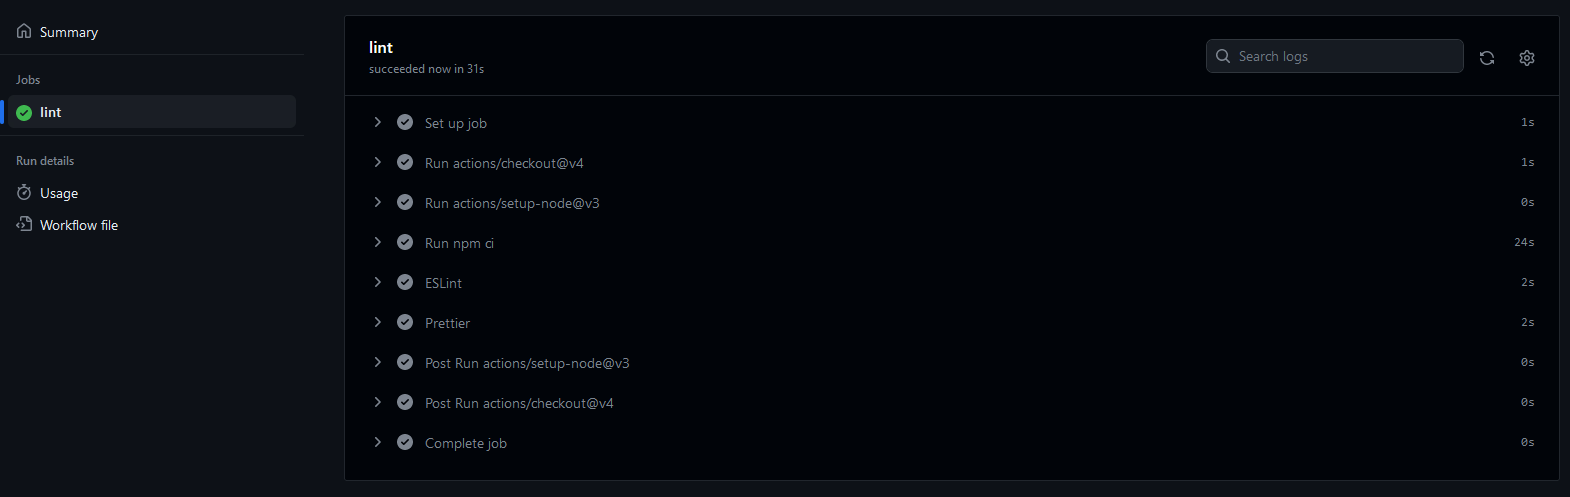 Summary
Jobs
lint
Run details
Usage
Workflow file
lint
succeeded now in 31s
Search logs
Set up job 1s
Run actions/checkout@v4 1s
Run actions/setup-node@v3 0s
Run npm ci 24s
ESLint 2s
Prettier 2s
Post Run actions/setup-node@v3 0s
Post Run actions/checkout@v4 0s
Complete job 0s